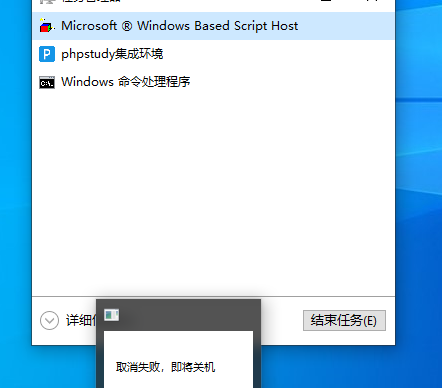 Microsoft ® Windows Based Script Host
P
phpstudy集成环境
C:\.
Windows 命令处理程序
详细
结束任务(E)
取消失败，即将关机